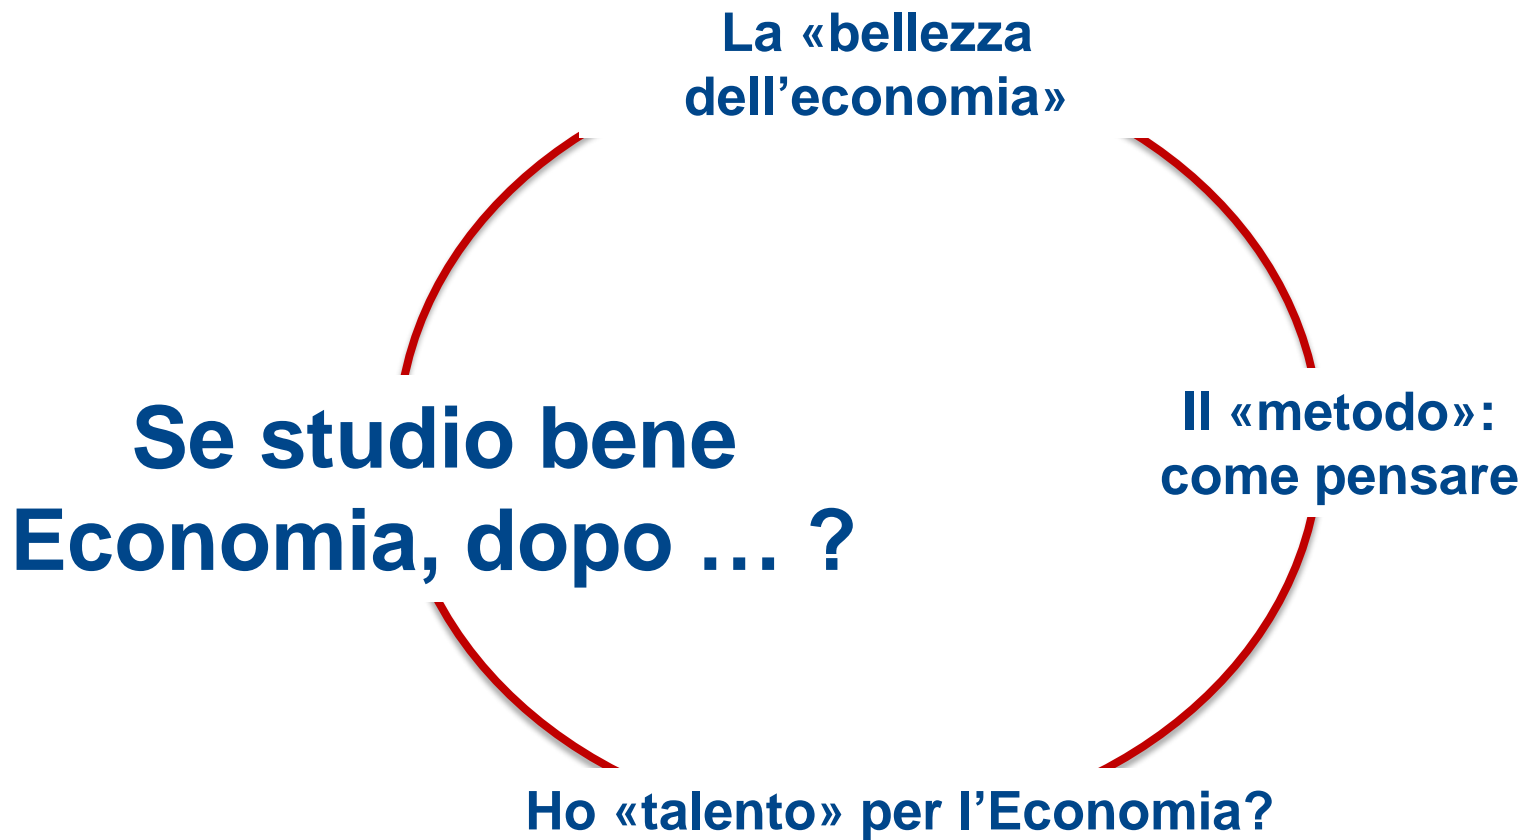 La «bellezza
dell’economia»
Il «metodo»:
come pensare
Se studio bene
Economia, dopo … ?
Ho «talento» per l’Economia?